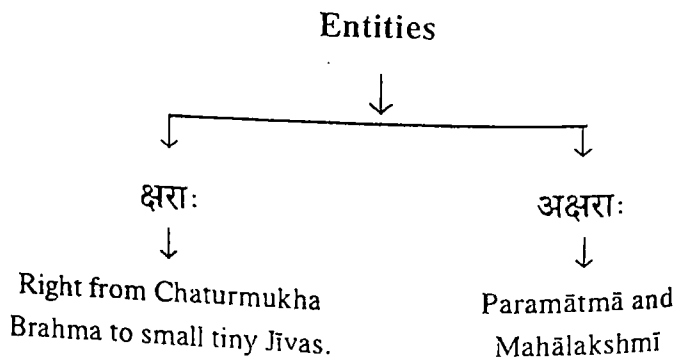 Entities
क्षरा:
अक्षरा:
Right from Chaturmukha
Brahma to small tiny Jīvas.
Paramātmā and
Mahālakshmī